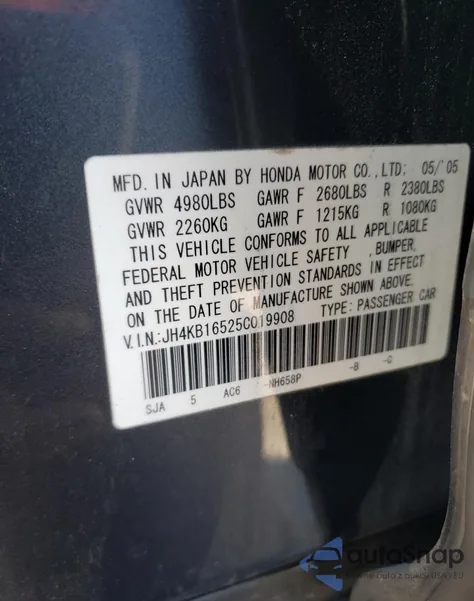 MFD. IN JAPAN BY HONDA MOTOR CO.,LTD: 05/'05
GVWR 4980LBS GAWR F 2680LBS R 2380LBS
GVWR 2260KG GAWR F 1215KG R 1080KG
THIS VEHICLE CONFORMS TO ALL APPLICABLE
FEDERAL MOTOR VEHICLE SAFETY ,BUMPER,
AND THEFT PREVENTION STANDARDS IN EFFECT
ON THE DATE OF MANUFACTURE SHOWN ABOVE.
V.I.N:JH4KB16525C019908 TYPE: PASSENGER CAR
SJA 5 AC6 -NH658P -B -C
autoSnap